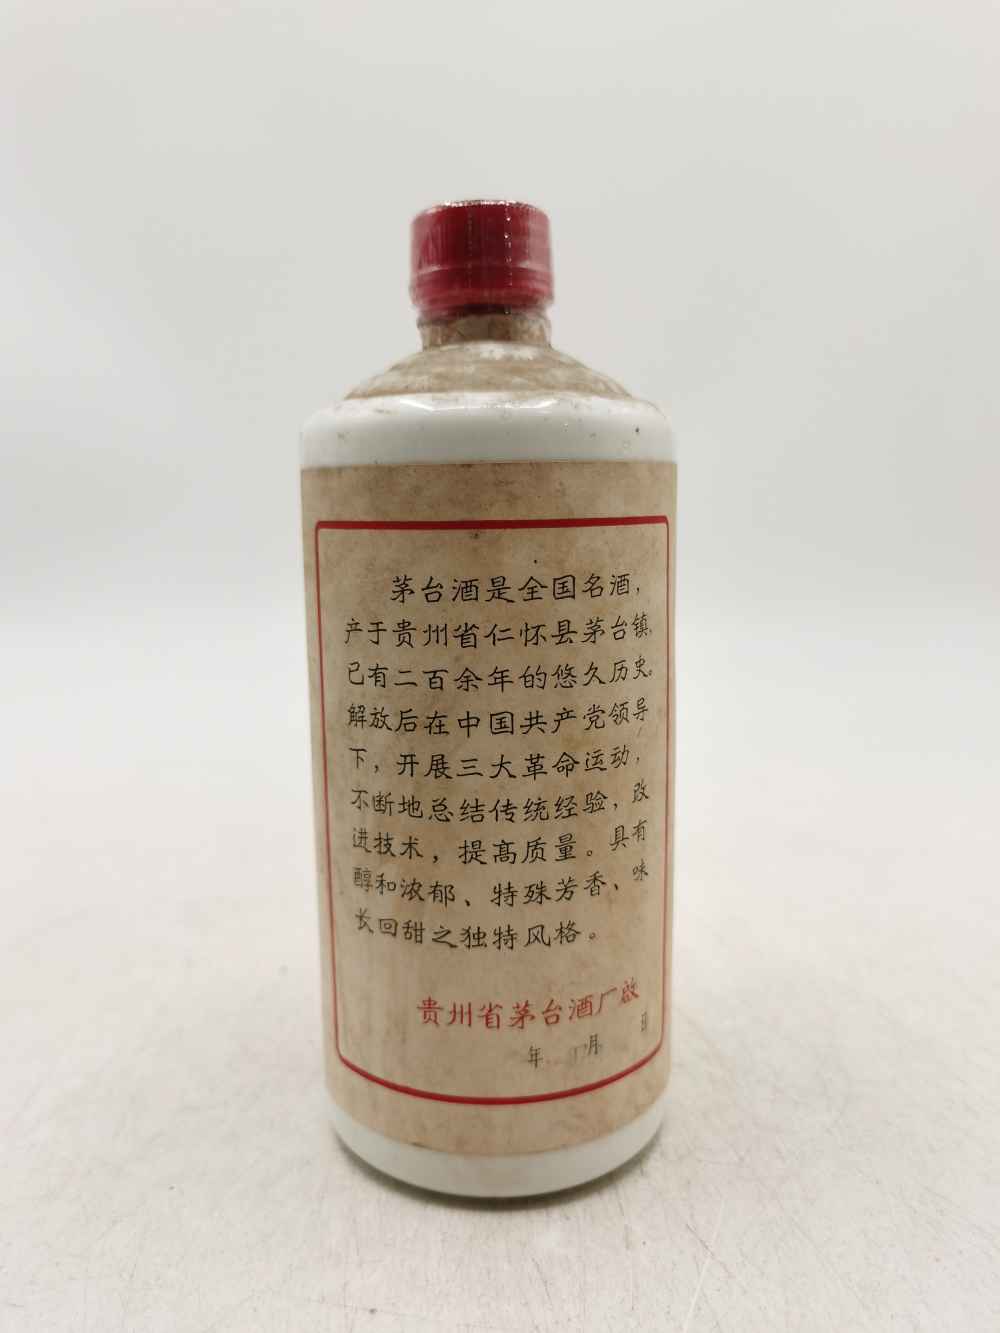 茅台酒是全国名酒，
产于贵州省仁怀县茅台镇，
已有二百余年的悠久历史。
解放后在中国共产党领导
下，开展三大革命运动，
不断地总结传统经验，改
进技术，提高质量。具有
醇和浓郁、特殊芳香、味
长回甜之独特风格。
贵州省茅台酒厂啟
年 月 日